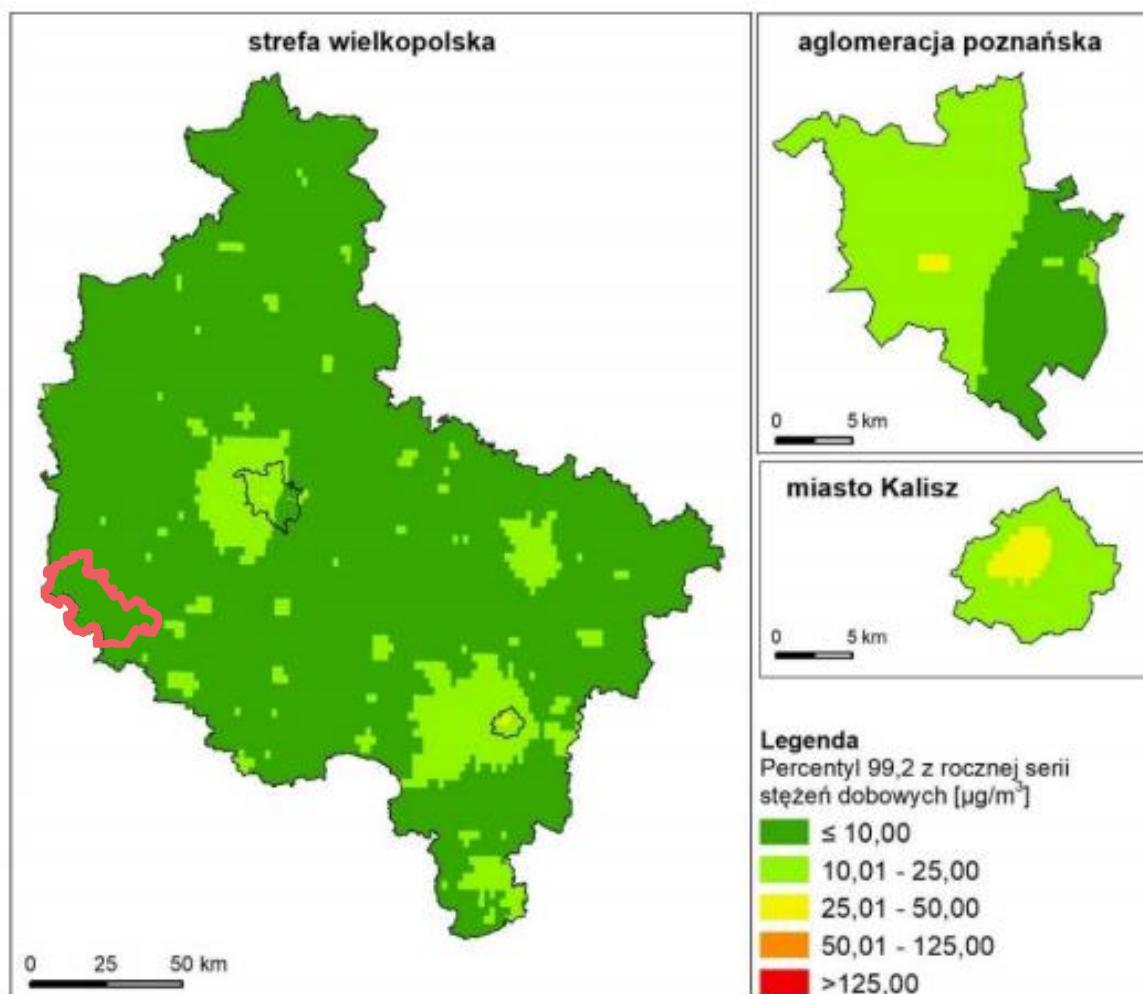 strefa wielkopolska
0 25 50 km
aglomeracja poznańska
0 5 km
miasto Kalisz
0 5 km
Legenda
Percentyl 99,2 z rocznej serii
stężeń dobowych [µg/m³]
≤ 10,00
10,01 - 25,00
25,01 - 50,00
50,01 - 125,00
>125,00